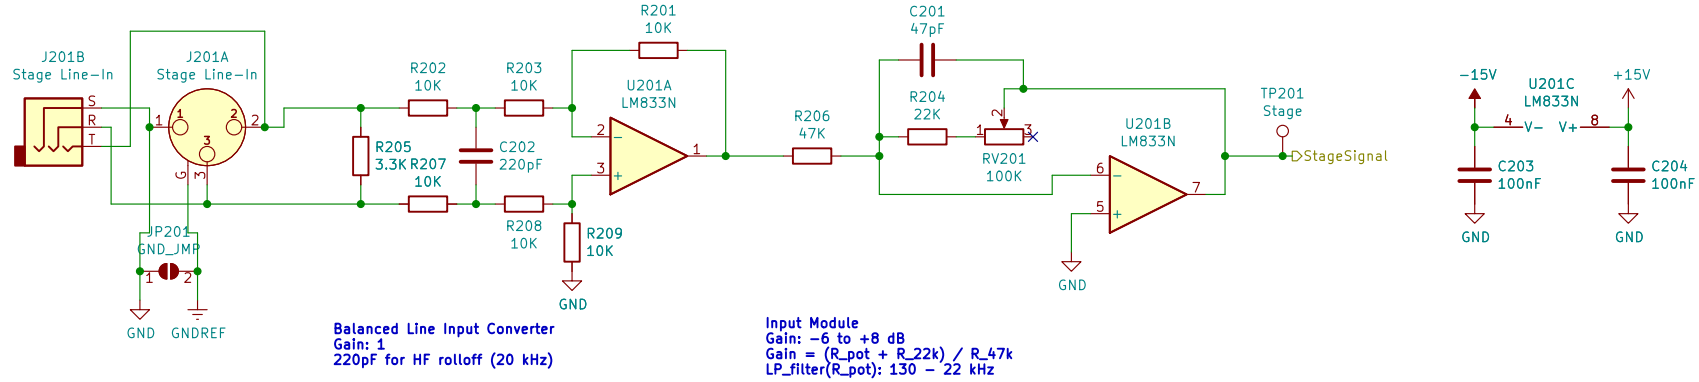 J201B
Stage Line-In
S
R
T
J201A
Stage Line-In
1
2
3
1
2
3
G
JP201
GND_JMP
1
2
GND
GNDREF
R205
3.3K
R202
10K
R203
10K
C202
220pF
R207
10K
R208
10K
R209
10K
GND
R201
10K
U201A
LM833N
2
3
1
−
+
R206
47K
C201
47pF
R204
22K
1
2
3
RV201
100K
U201B
LM833N
6
5
7
−
+
GND
TP201
Stage
StageSignal
-15V
+15V
U201C
LM833N
4
V-
V+
8
C203
100nF
C204
100nF
GND
GND
Balanced Line Input Converter
Gain: 1
220pF for HF rolloff (20 kHz)
Input Module
Gain: -6 to +8 dB
Gain = (R_pot + R_22k) / R_47k
LP_filter(R_pot): 130 - 22 kHz